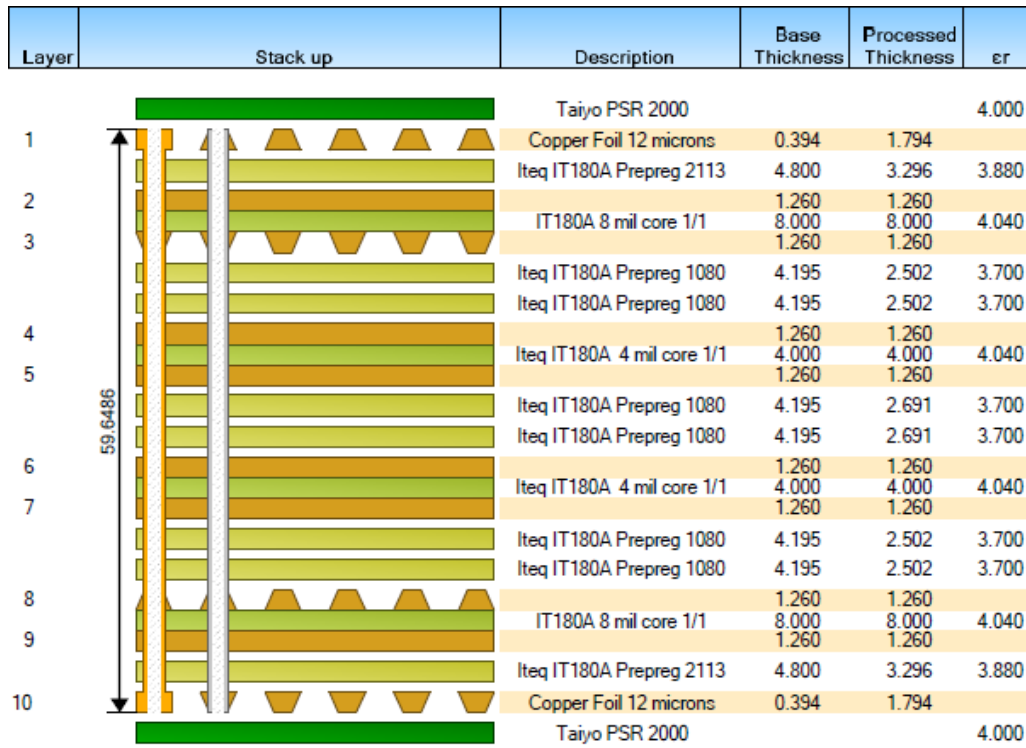 Layer Stack up Description Base Thickness Processed Thickness εr
Taiyo PSR 2000 4.000
1 Copper Foil 12 microns 0.394 1.794
Iteq IT180A Prepreg 2113 4.800 3.296 3.880
2 1.260 1.260
IT180A 8 mil core 1/1 8.000 8.000 4.040
3 1.260 1.260
Iteq IT180A Prepreg 1080 4.195 2.502 3.700
Iteq IT180A Prepreg 1080 4.195 2.502 3.700
4 1.260 1.260
Iteq IT180A 4 mil core 1/1 4.000 4.000 4.040
5 1.260 1.260
59.6486
Iteq IT180A Prepreg 1080 4.195 2.691 3.700
Iteq IT180A Prepreg 1080 4.195 2.691 3.700
6 1.260 1.260
Iteq IT180A 4 mil core 1/1 4.000 4.000 4.040
7 1.260 1.260
Iteq IT180A Prepreg 1080 4.195 2.502 3.700
Iteq IT180A Prepreg 1080 4.195 2.502 3.700
8 1.260 1.260
IT180A 8 mil core 1/1 8.000 8.000 4.040
9 1.260 1.260
Iteq IT180A Prepreg 2113 4.800 3.296 3.880
10 Copper Foil 12 microns 0.394 1.794
Taiyo PSR 2000 4.000